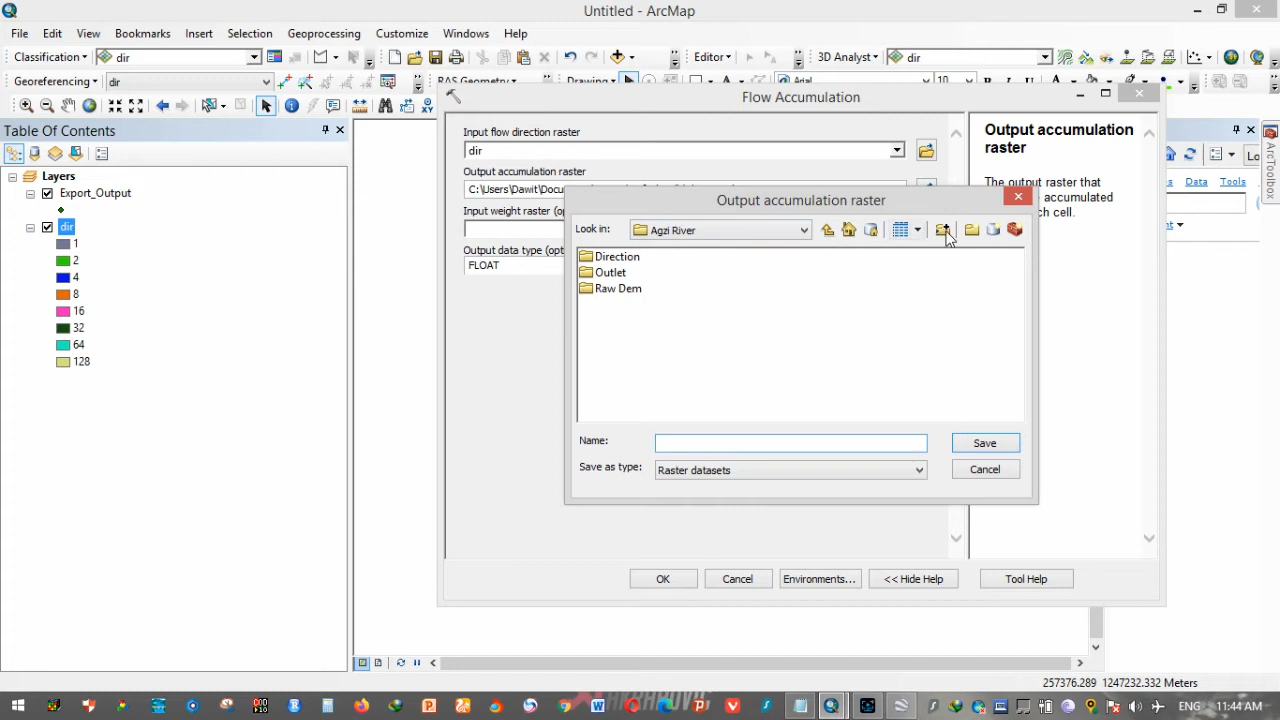 Untitled - ArcMap
File Edit View Bookmarks Insert Selection Geoprocessing Customize Windows Help
Classification dir Editor 3D Analyst dir
Georeferencing dir RAS Geometry Drawing Arial 10 B I U
Table Of Contents
Layers
Export_Output
dir
1
2
4
8
16
32
64
128
Flow Accumulation
Input flow direction raster
dir
Output accumulation raster
C:\Users\Dawit\Docu
Input weight raster (op
Output data type (opt
FLOAT
Output accumulation
raster
The output raster that
accumulated
ch cell.
Output accumulation raster
Look in: Agzi River
Direction
Outlet
Raw Dem
Name:
Save
Save as type: Raster datasets
Cancel
OK Cancel Environments... << Hide Help Tool Help
Lo
Data Tools
ArcToolbox
257376.289 1247232.332 Meters
ENG 11:44 AM